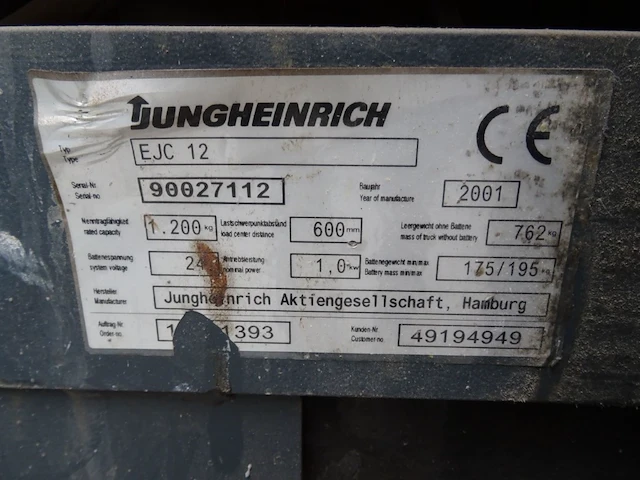 JUNGHEINRICH
CE
Typ
Type
EJC 12
Serial-Nr.
Serial-no
90027112
Baujahr
Year of manufacture
2001
Nenntragfähigkeit
rated capacity
1.200 kg
Lastschwerpunktabstand
load center distance
600 mm
Leergewicht ohne Batterie
mass of truck without battery
762 kg
Batteriespannung
system voltage
24
Antriebsleistung
nominal power
1,0 kw
Batteriegewicht min/max
Battery mass min/max
175/195 kg
Hersteller
Manufacturer
Jungheinrich Aktiengesellschaft, Hamburg
Auftrag-Nr.
Order-no.
1393
Kunden-Nr
Customer-no.
49194949